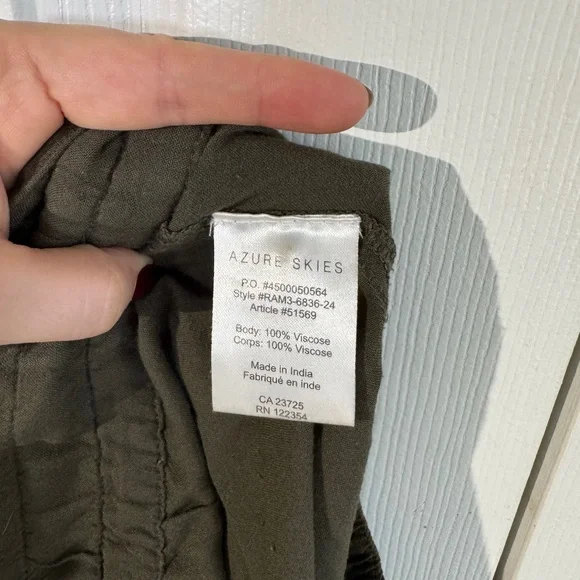 AZURE SKIES
P.O. #4500050564
Style #RAM3-6836-24
Article #51569
Body: 100% Viscose
Corps: 100% Viscose
Made in India
Fabriqué en inde
CA 23725
RN 122354